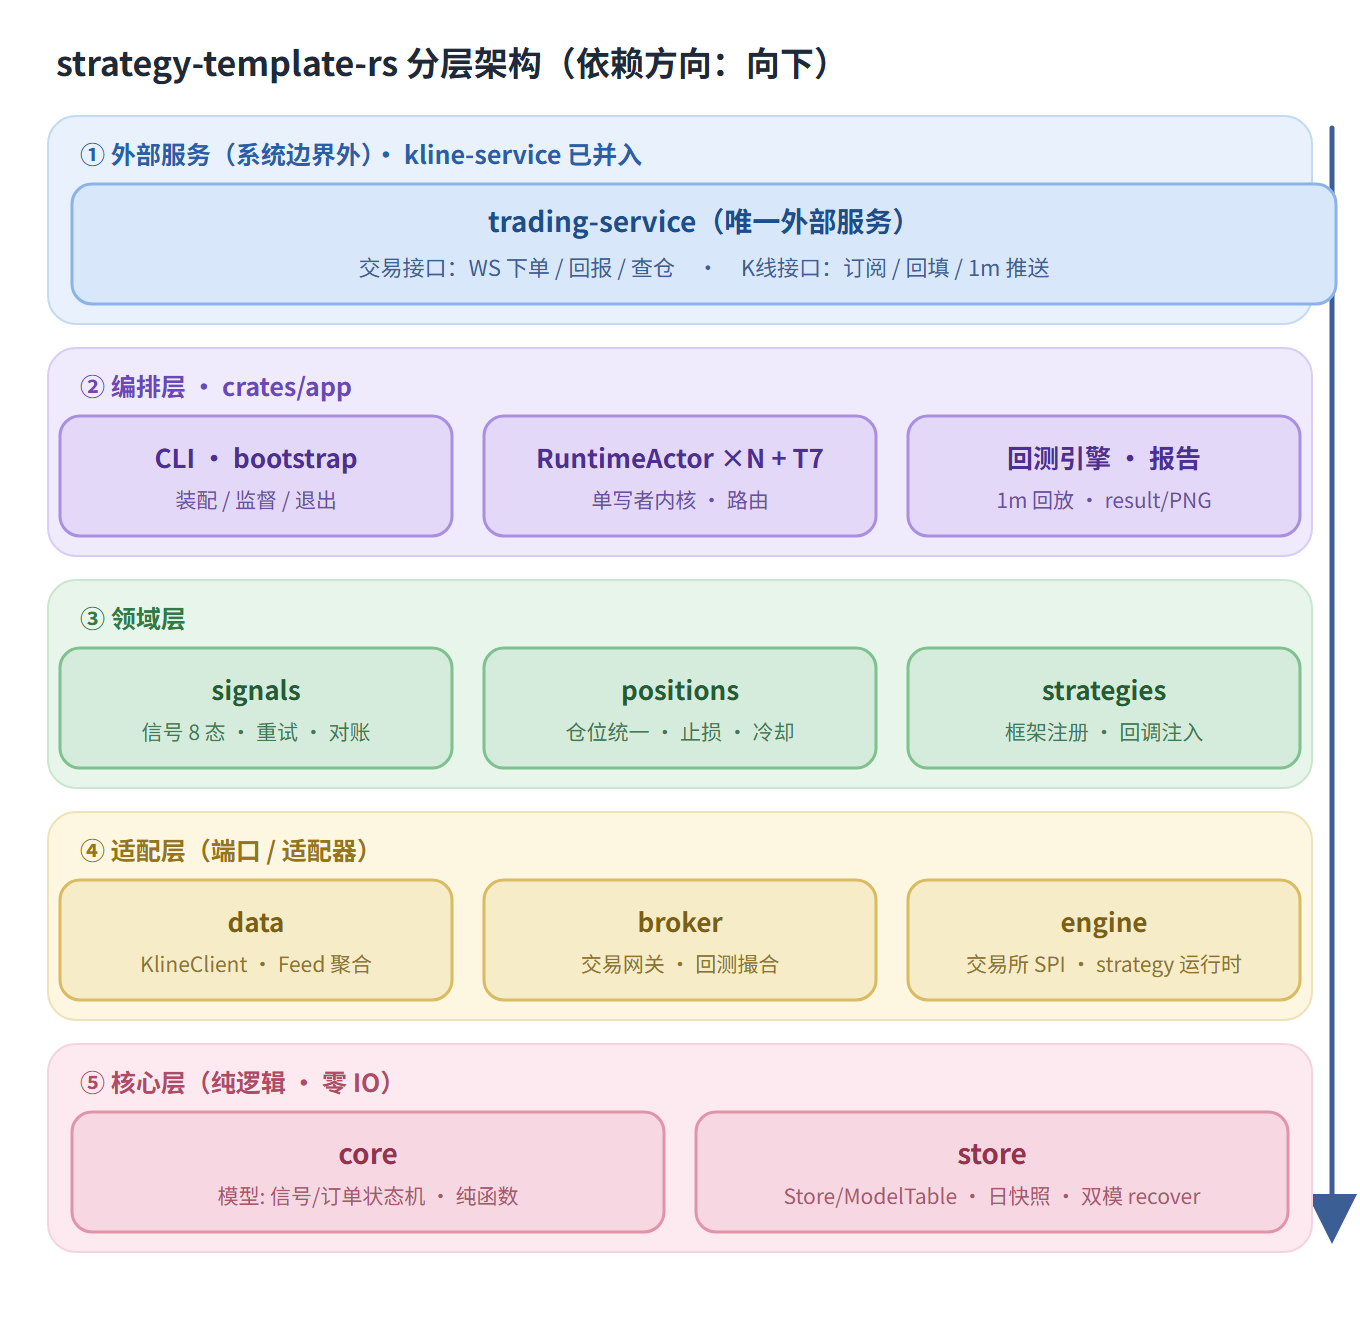 strategy-template-rs 分层架构（依赖方向：向下）
① 外部服务（系统边界外）· kline-service 已并入
trading-service（唯一外部服务）
交易接口：WS 下单 / 回报 / 查仓 · K线接口：订阅 / 回填 / 1m 推送
② 编排层 · crates/app
CLI · bootstrap
装配 / 监督 / 退出
RuntimeActor ×N + T7
单写者内核 · 路由
回测引擎 · 报告
1m 回放 · result/PNG
③ 领域层
signals
信号 8 态 · 重试 · 对账
positions
仓位统一 · 止损 · 冷却
strategies
框架注册 · 回调注入
④ 适配层（端口 / 适配器）
data
KlineClient · Feed 聚合
broker
交易网关 · 回测撮合
engine
交易所 SPI · strategy 运行时
⑤ 核心层（纯逻辑 · 零 IO）
core
模型: 信号/订单状态机 · 纯函数
store
Store/ModelTable · 日快照 · 双模 recover